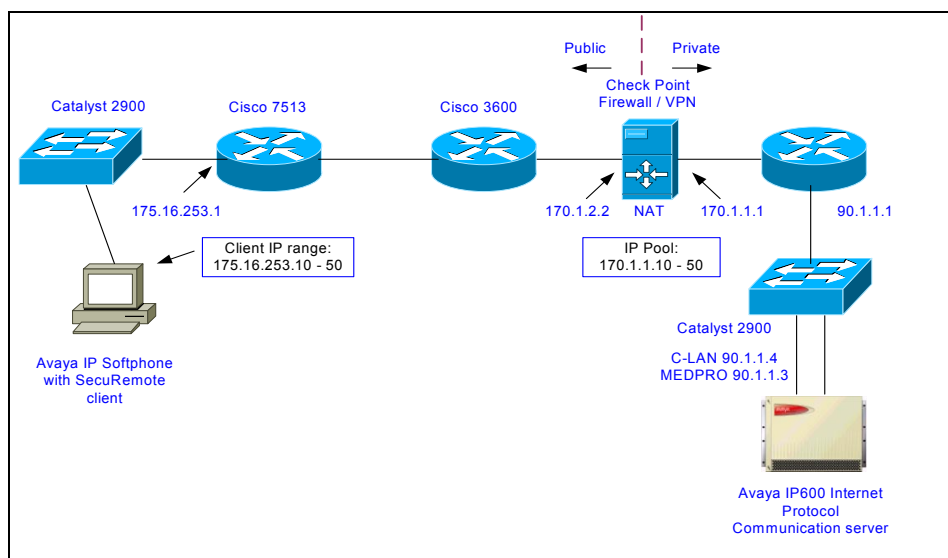 Public
Private
Check Point
Firewall / VPN
Catalyst 2900
Cisco 7513
Cisco 3600
175.16.253.1
170.1.2.2
NAT
170.1.1.1
90.1.1.1
Client IP range:
175.16.253.10 - 50
IP Pool:
170.1.1.10 - 50
Catalyst 2900
C-LAN 90.1.1.4
MEDPRO 90.1.1.3
Avaya IP Softphone
with SecuRemote
client
Avaya IP600 Internet
Protocol
Communication server